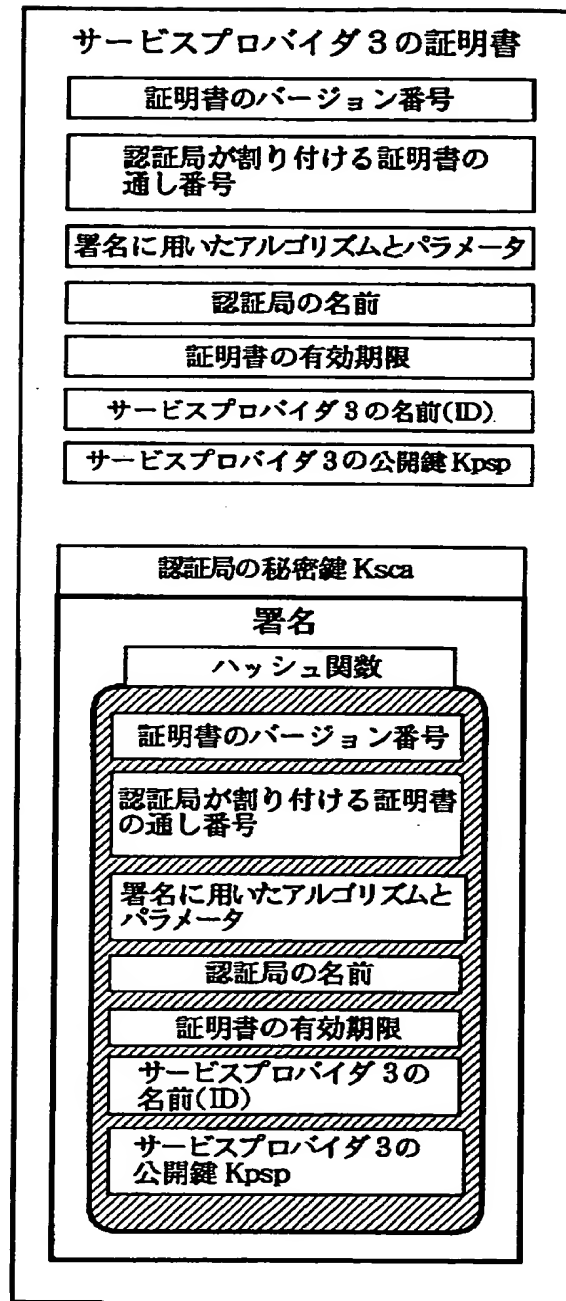 サービスプロバイダ3の証明書
証明書のバージョン番号
認証局が割り付ける証明書の
通し番号
署名に用いたアルゴリズムとパラメータ
認証局の名前
証明書の有効期限
サービスプロバイダ3の名前(ID)
サービスプロバイダ3の公開鍵 Kpsp
認証局の秘密鍵 Ksca
署名
ハッシュ関数
証明書のバージョン番号
認証局が割り付ける証明書
の通し番号
署名に用いたアルゴリズムと
パラメータ
認証局の名前
証明書の有効期限
サービスプロバイダ3の
名前(ID)
サービスプロバイダ3の
公開鍵 Kpsp